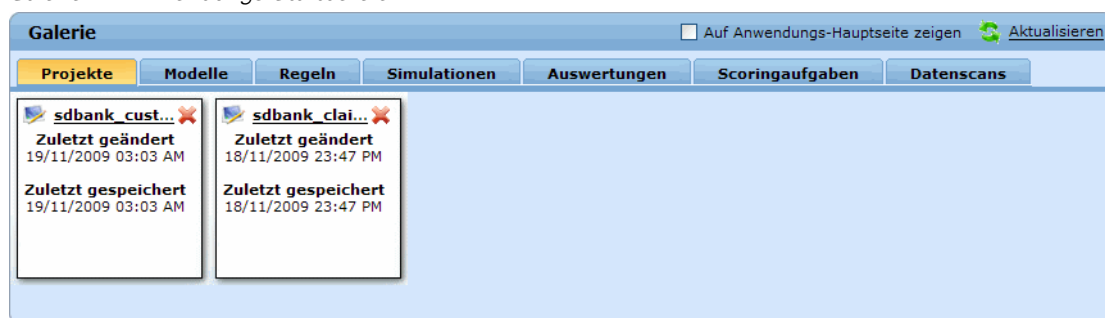 Galerie
Auf Anwendungs-Hauptseite zeigen
Aktualisieren
Projekte Modelle Regeln Simulationen Auswertungen Scoringaufgaben Datenscans
sdbank_cust...
Zuletzt geändert
19/11/2009 03:03 AM
Zuletzt gespeichert
19/11/2009 03:03 AM
sdbank_clai...
Zuletzt geändert
18/11/2009 23:47 PM
Zuletzt gespeichert
18/11/2009 23:47 PM